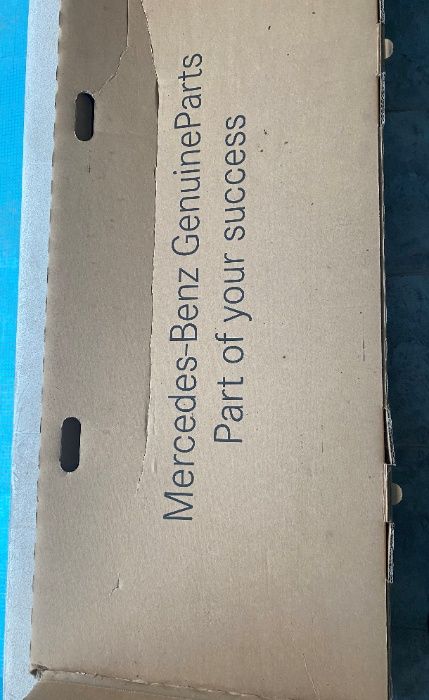 Mercedes-Benz GenuineParts
Part of your success